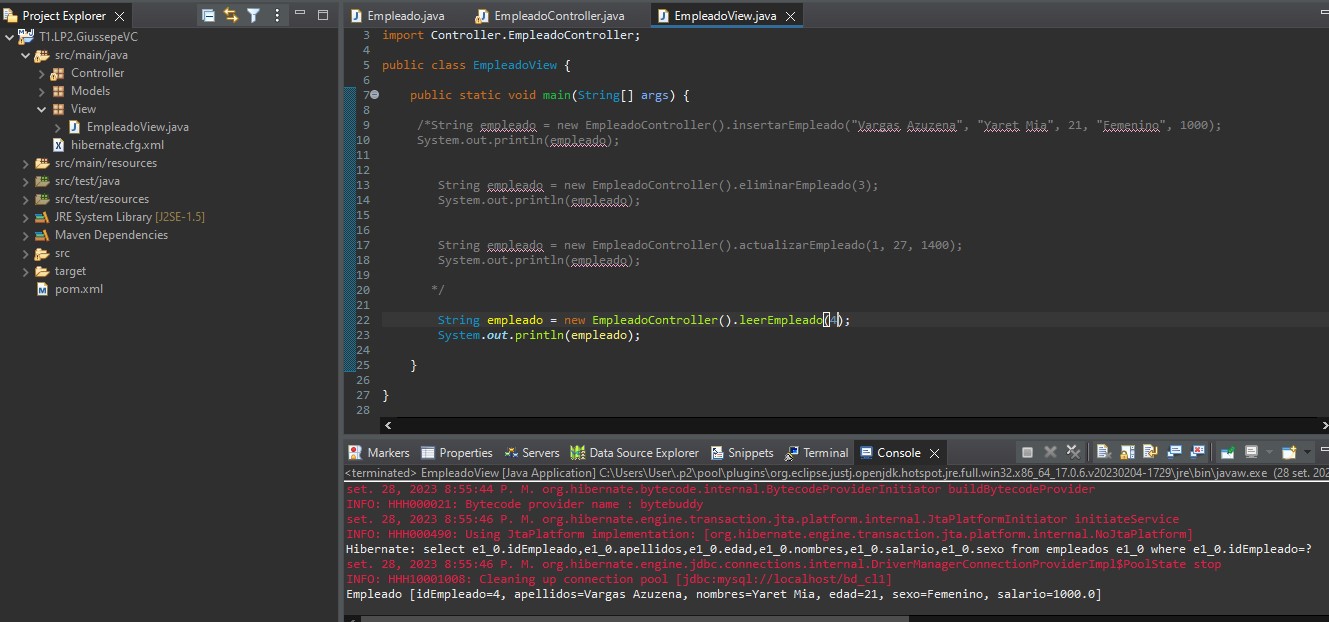 Project Explorer
T1.LP2.GiussepeVC
src/main/java
Controller
Models
View
EmpleadoView.java
hibernate.cfg.xml
src/main/resources
src/test/java
src/test/resources
JRE System Library [J2SE-1.5]
Maven Dependencies
src
target
pom.xml
Empleado.java EmpleadoController.java EmpleadoView.java
3 import Controller.EmpleadoController;
4
5 public class EmpleadoView {
6
7 public static void main(String[] args) {
8
9 /*String empleado = new EmpleadoController().insertarEmpleado("Vargas Azuzena", "Yaret Mia", 21, "Femenino", 1000);
10 System.out.println(empleado);
11
12
13 String empleado = new EmpleadoController().eliminarEmpleado(3);
14 System.out.println(empleado);
15
16
17 String empleado = new EmpleadoController().actualizarEmpleado(1, 27, 1400);
18 System.out.println(empleado);
19
20 */
21
22 String empleado = new EmpleadoController().leerEmpleado(4);
23 System.out.println(empleado);
24
25 }
26
27 }
28
Markers Properties Servers Data Source Explorer Snippets Terminal Console
<terminated> EmpleadoView [Java Application] C:\Users\User\.p2\pool\plugins\org.eclipse.justj.openjdk.hotspot.jre.full.win32.x86_64_17.0.6.v20230204-1729\jre\bin\javaw.exe (28 set. 202
set. 28, 2023 8:55:44 P. M. org.hibernate.bytecode.internal.BytecodeProviderInitiator buildBytecodeProvider
INFO: HHH000021: Bytecode provider name : bytebuddy
set. 28, 2023 8:55:46 P. M. org.hibernate.engine.transaction.jta.platform.internal.JtaPlatformInitiator initiateService
INFO: HHH000490: Using JtaPlatform implementation: [org.hibernate.engine.transaction.jta.platform.internal.NoJtaPlatform]
Hibernate: select e1_0.idEmpleado,e1_0.apellidos,e1_0.edad,e1_0.nombres,e1_0.salario,e1_0.sexo from empleados e1_0 where e1_0.idEmpleado=?
set. 28, 2023 8:55:46 P. M. org.hibernate.engine.jdbc.connections.internal.DriverManagerConnectionProviderImpl$PoolState stop
INFO: HHH10001008: Cleaning up connection pool [jdbc:mysql://localhost/bd_cl1]
Empleado [idEmpleado=4, apellidos=Vargas Azuzena, nombres=Yaret Mia, edad=21, sexo=Femenino, salario=1000.0]